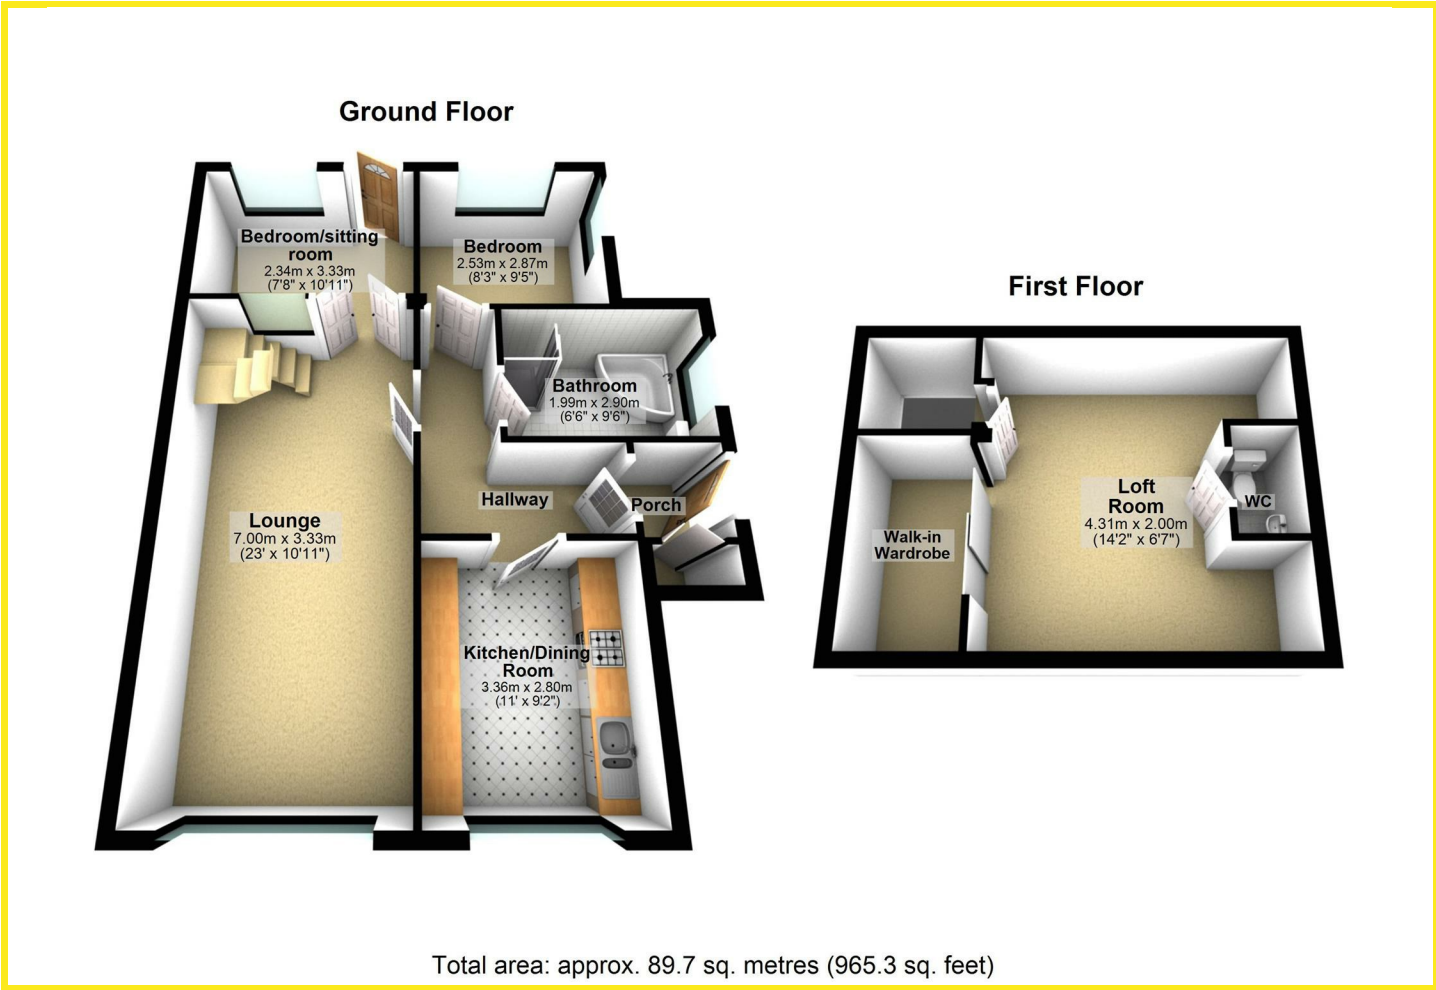 Ground Floor
Bedroom/sitting
room
2.34m x 3.33m
(7'8" x 10'11")
Bedroom
2.53m x 2.87m
(8'3" x 9'5")
Bathroom
1.99m x 2.90m
(6'6" x 9'6")
Hallway
Porch
Lounge
7.00m x 3.33m
(23' x 10'11")
Kitchen/Dining
Room
3.36m x 2.80m
(11' x 9'2")
First Floor
Loft
Room
4.31m x 2.00m
(14'2" x 6'7")
WC
Walk-in
Wardrobe
Total area: approx. 89.7 sq. metres (965.3 sq. feet)